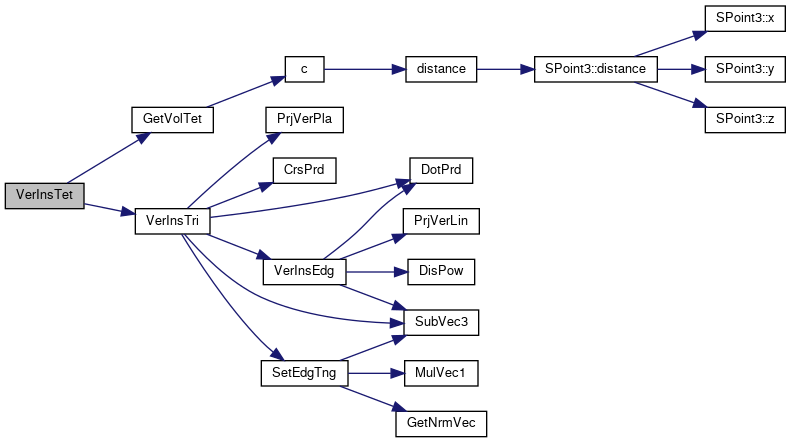 VerInsTet
GetVolTet
VerInsTri
c
PrjVerPla
CrsPrd
VerInsEdg
SetEdgTng
distance
DotPrd
PrjVerLin
DisPow
SubVec3
MulVec1
GetNrmVec
SPoint3::distance
SPoint3::x
SPoint3::y
SPoint3::z